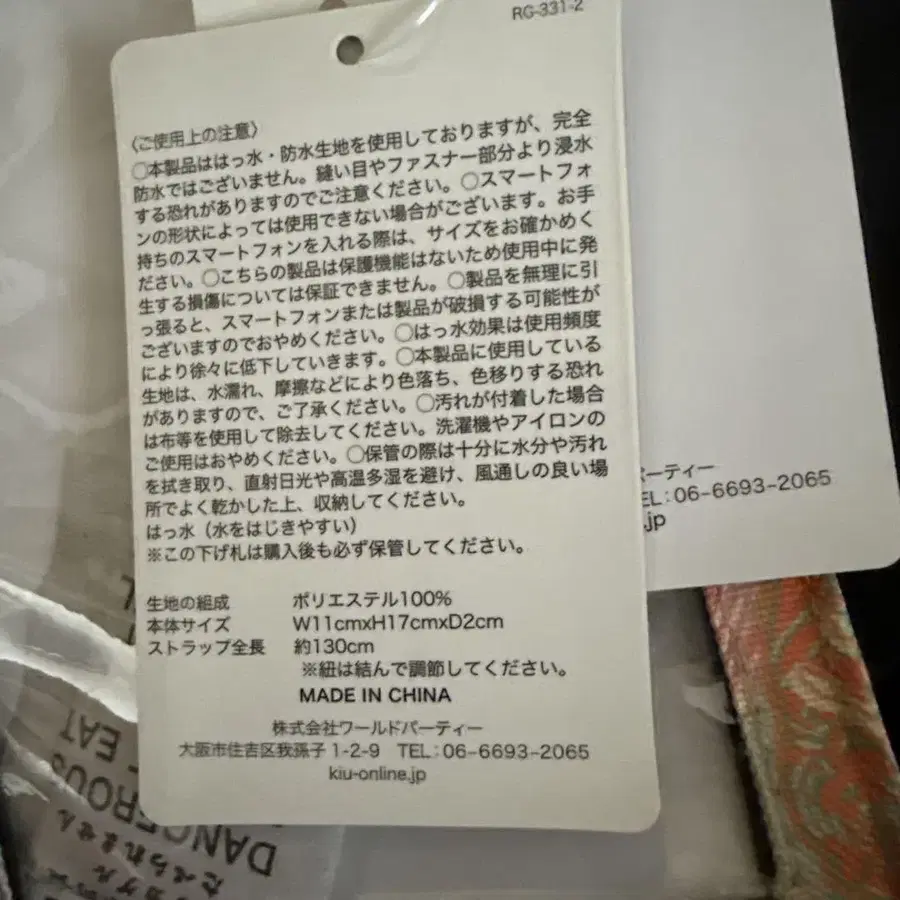 RG-331-2
〈ご使用上の注意〉
○本製品ははっ水・防水生地を使用しておりますが、完全
防水ではございません。縫い目やファスナー部分より浸水
する恐れがありますのでご注意ください。○スマートフォ
ンの形状によっては使用できない場合がございます。お手
持ちのスマートフォンを入れる際は、サイズをお確かめく
ださい。○こちらの製品は保護機能はないため使用中に発
生する損傷については保証できません。○製品を無理に引
っ張ると、スマートフォンまたは製品が破損する可能性が
ございますのでおやめください。○はっ水効果は使用頻度
により徐々に低下していきます。○本製品に使用している
生地は、水濡れ、摩擦などにより色落ち、色移りする恐れ
がありますので、ご了承ください。○汚れが付着した場合
は布等を使用して除去してください。洗濯機やアイロンの
ご使用はおやめください。○保管の際は十分に水分や汚れ
を拭き取り、直射日光や高温多湿を避け、風通しの良い場
所でよく乾かした上、収納してください。
はっ水（水をはじきやすい）
※この下げ札は購入後も必ず保管してください。
生地の組成 ポリエステル100%
本体サイズ W11cmxH17cmxD2cm
ストラップ全長 約130cm
※紐は結んで調節してください。
MADE IN CHINA
株式会社ワールドパーティー
大阪市住吉区我孫子 1-2-9 TEL:06-6693-2065
kiu-online.jp
パーティー
EL:06-6693-2065
.jp
EAT
DANGEROUS
たべられません